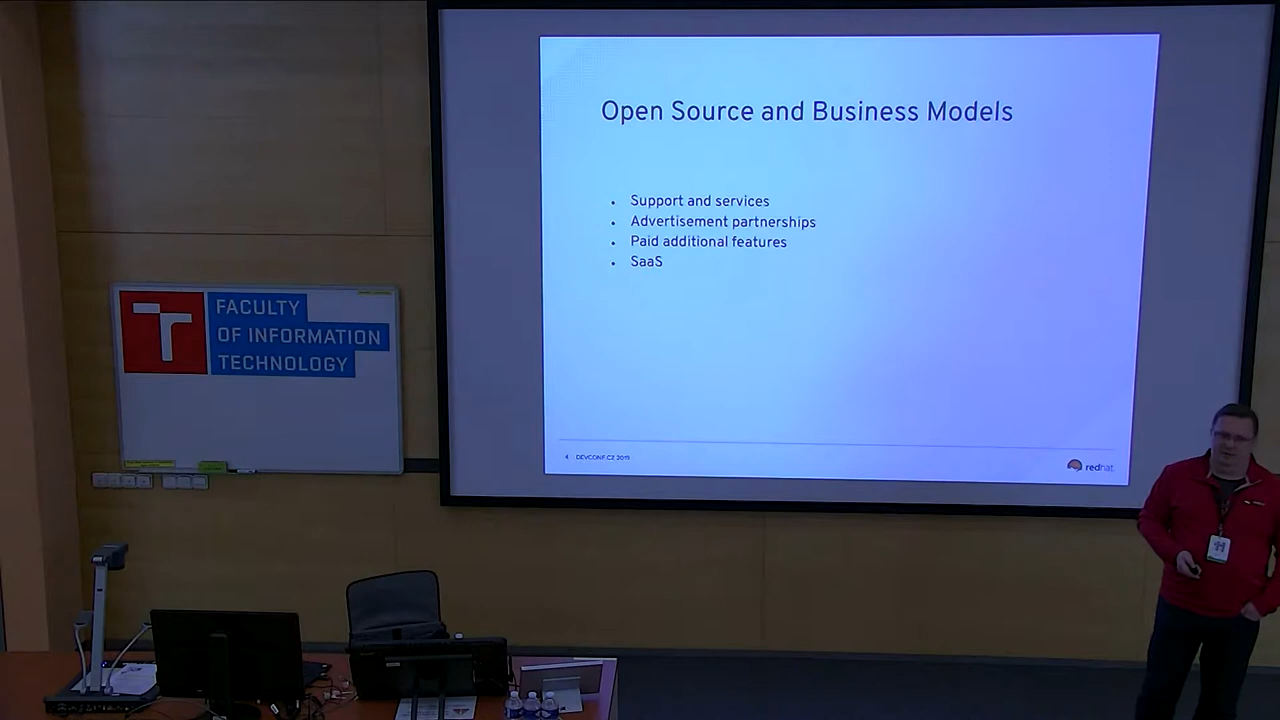 Open Source and Business Models
Support and services
Advertisement partnerships
Paid additional features
SaaS
4 DEVCONF.CZ 2019
redhat
FACULTY
OF INFORMATION
TECHNOLOGY